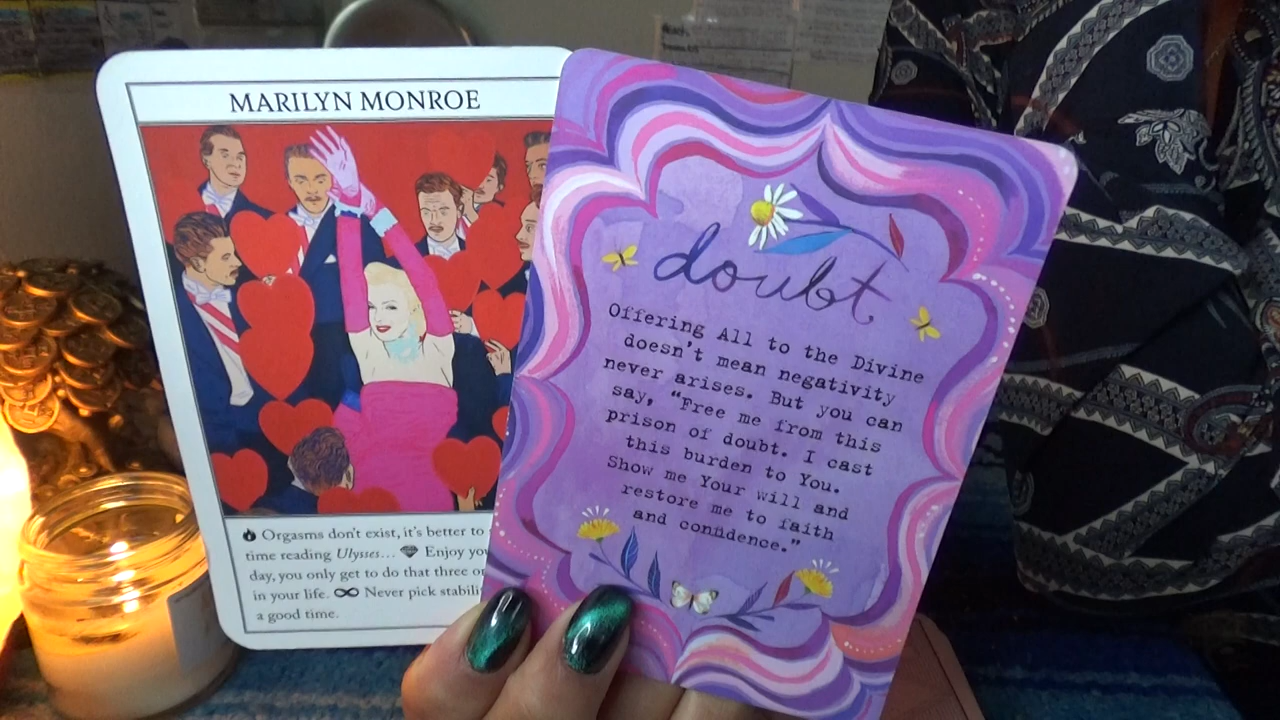 MARILYN MONROE
Orgasms don't exist, it's better to
time reading Ulysses... Enjoy
day, you only get to do that three
in your life. Never pick
a good time.
doubt
Offering All to the Divine
doesn't mean negativity
never arises. But you can
say, "Free me from this
prison of doubt. I cast
this burden to You.
Show me Your will and
restore me to faith
and confidence."